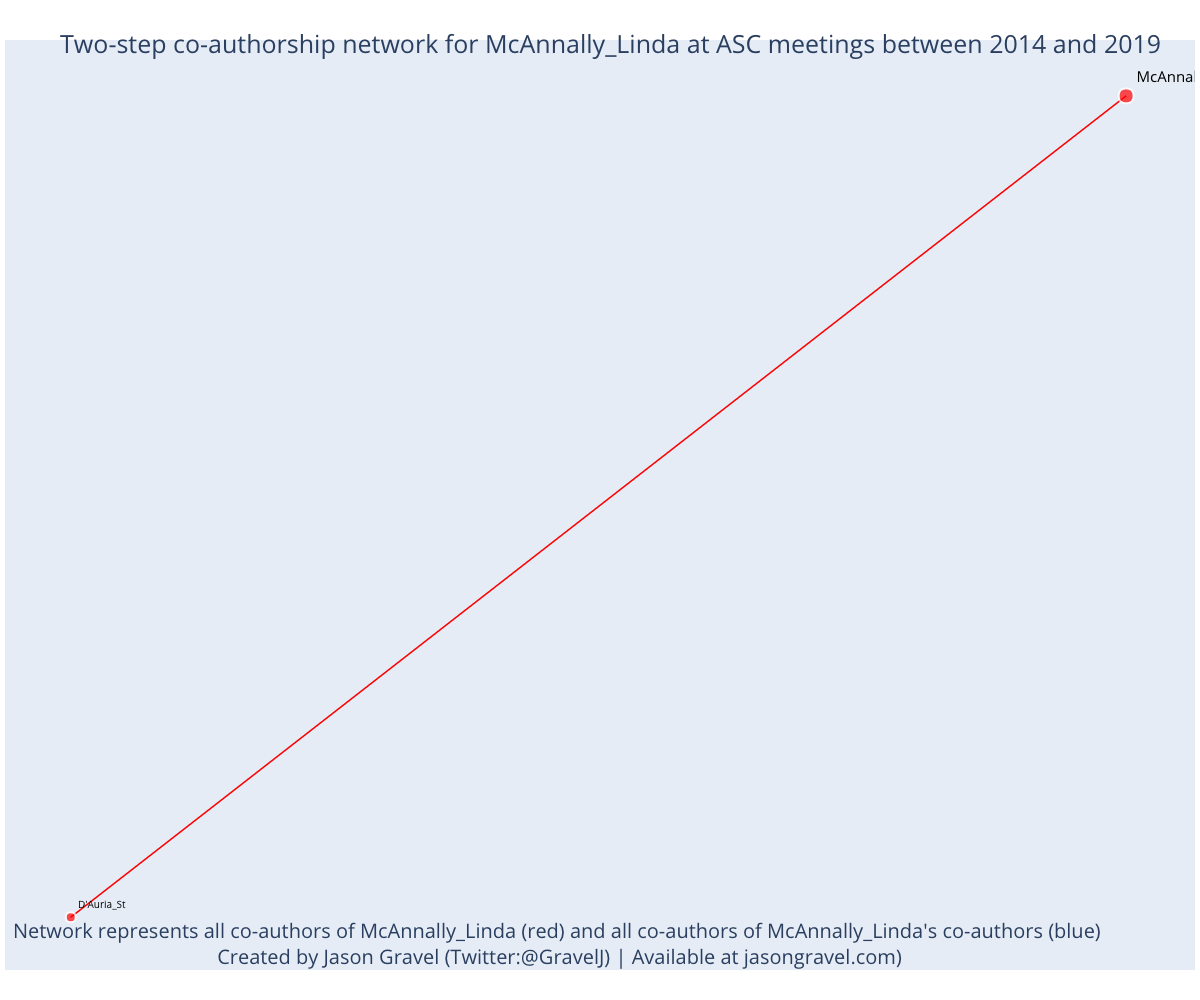 Two-step co-authorship network for McAnnally_Linda at ASC meetings between 2014 and 2019
McAnnal
D'Auria_St
Network represents all co-authors of McAnnally_Linda (red) and all co-authors of McAnnally_Linda's co-authors (blue)
Created by Jason Gravel (Twitter:@GravelJ) | Available at jasongravel.com)